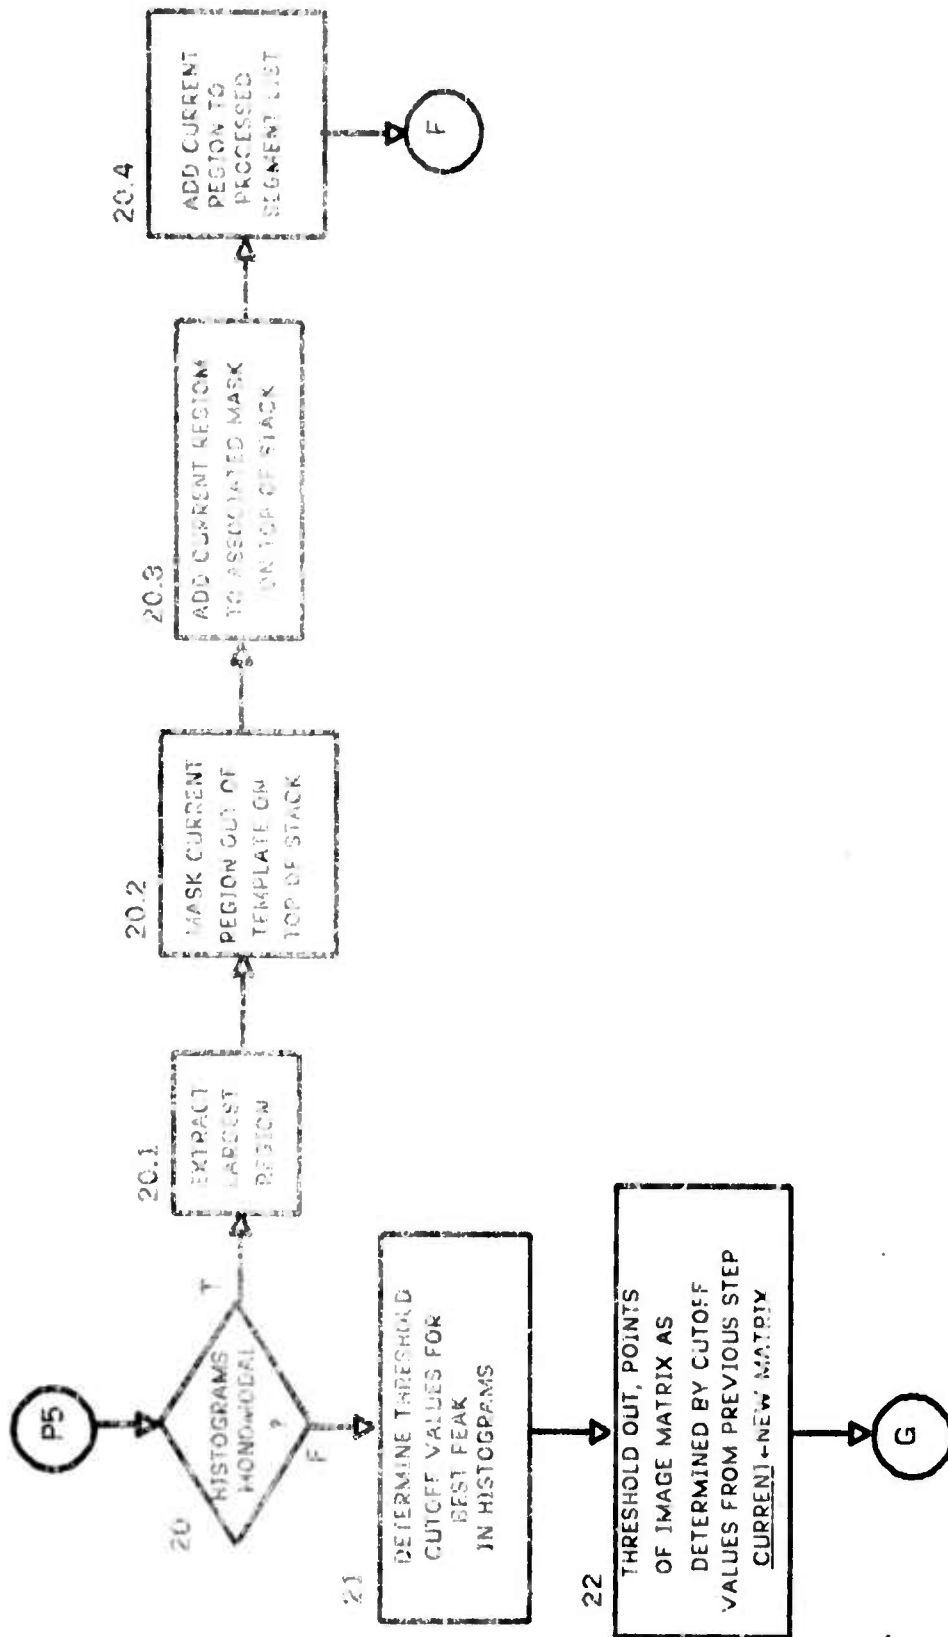 P5
20
HISTOGRAMS
MONOMODAL
?
T
F
20.1
EXTRACT
LARGEST
REGION
20.2
MASK CURRENT
REGION OUT OF
TEMPLATE ON
TOP OF STACK
20.3
ADD CURRENT REGION
TO ASSOCIATED MASK
ON TOP OF STACK
20.4
ADD CURRENT
REGION TO
PROCESSED
SEGMENT LIST
F
21
DETERMINE THRESHOLD
CUTOFF VALUES FOR
BEST PEAK
IN HISTOGRAMS
22
THRESHOLD OUT, POINTS
OF IMAGE MATRIX AS
DETERMINED BY CUTOFF
VALUES FROM PREVIOUS STEP
CURRENT←NEW MATRIX
G